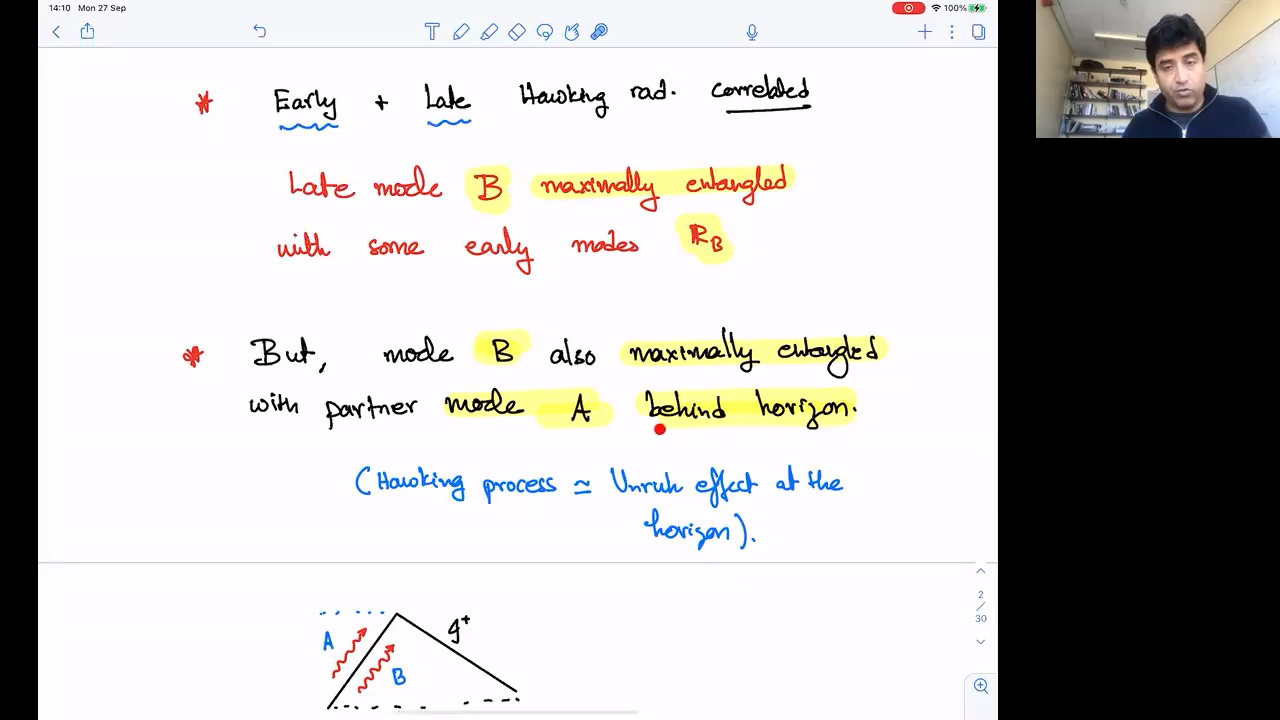 14:10 Mon 27 Sep
100%
* Early + Late Hawking rad. correlated
Late mode B maximally entangled
with some early modes R_B
* But, mode B also maximally entangled
with partner mode A behind horizon.
(Hawking process ≃ Unruh effect at the
horizon).
2
/
30
A
B
𝓘⁺